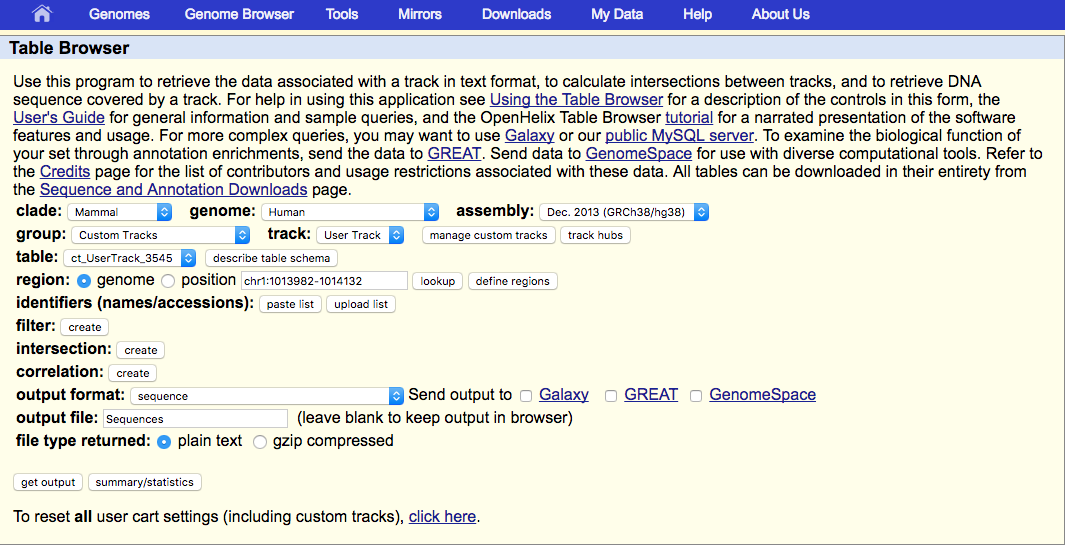 Genomes Genome Browser Tools Mirrors Downloads My Data Help About Us
Table Browser
Use this program to retrieve the data associated with a track in text format, to calculate intersections between tracks, and to retrieve DNA
sequence covered by a track. For help in using this application see Using the Table Browser for a description of the controls in this form, the
User's Guide for general information and sample queries, and the OpenHelix Table Browser tutorial for a narrated presentation of the software
features and usage. For more complex queries, you may want to use Galaxy or our public MySQL server. To examine the biological function of
your set through annotation enrichments, send the data to GREAT. Send data to GenomeSpace for use with diverse computational tools. Refer to
the Credits page for the list of contributors and usage restrictions associated with these data. All tables can be downloaded in their entirety from
the Sequence and Annotation Downloads page.
clade: Mammal genome: Human assembly: Dec. 2013 (GRCh38/hg38)
group: Custom Tracks track: User Track manage custom tracks track hubs
table: ct_UserTrack_3545 describe table schema
region: genome position chr1:1013982-1014132 lookup define regions
identifiers (names/accessions): paste list upload list
filter: create
intersection: create
correlation: create
output format: sequence Send output to Galaxy GREAT GenomeSpace
output file: Sequences (leave blank to keep output in browser)
file type returned: plain text gzip compressed
get output summary/statistics
To reset all user cart settings (including custom tracks), click here.